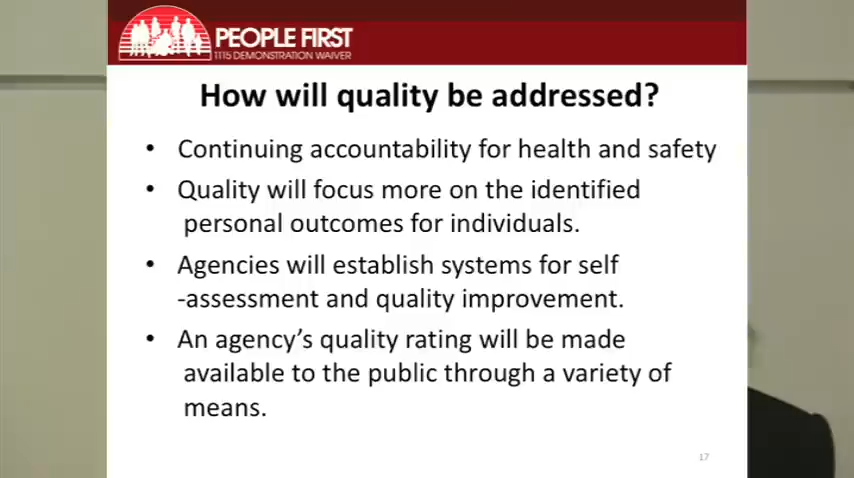 PEOPLE FIRST
1115 DEMONSTRATION WAIVER
How will quality be addressed?
• Continuing accountability for health and safety
• Quality will focus more on the identified
personal outcomes for individuals.
• Agencies will establish systems for self
-assessment and quality improvement.
• An agency's quality rating will be made
available to the public through a variety of
means.
17